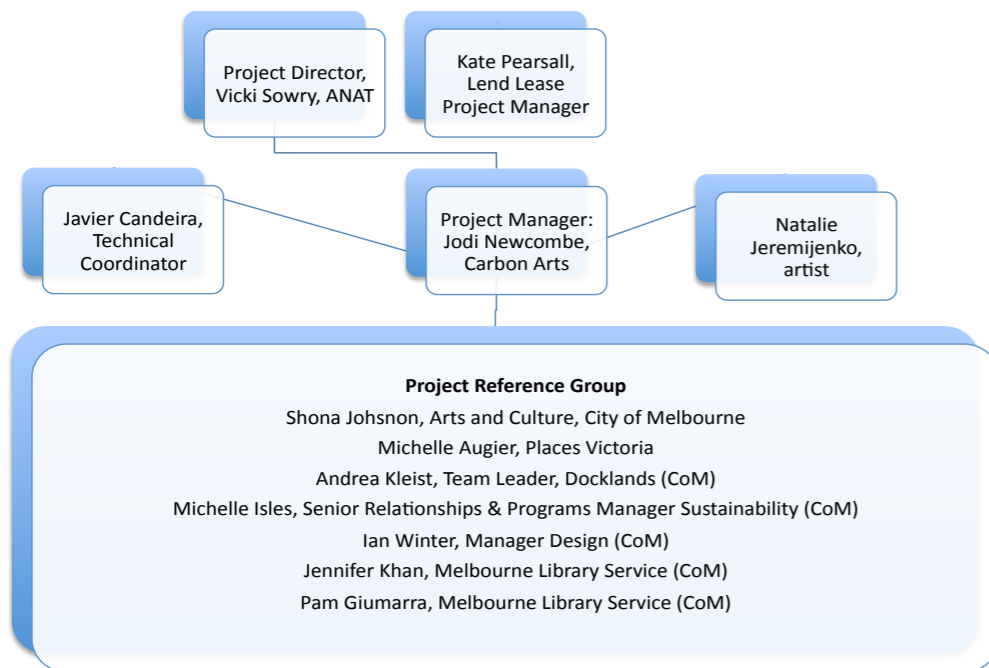 Project Director,
Vicki Sowry, ANAT
Kate Pearsall,
Lend Lease
Project Manager
Javier Candeira,
Technical
Coordinator
Project Manager:
Jodi Newcombe,
Carbon Arts
Natalie
Jeremijenko,
artist
Project Reference Group
Shona Johsnon, Arts and Culture, City of Melbourne
Michelle Augier, Places Victoria
Andrea Kleist, Team Leader, Docklands (CoM)
Michelle Isles, Senior Relationships & Programs Manager Sustainability (CoM)
Ian Winter, Manager Design (CoM)
Jennifer Khan, Melbourne Library Service (CoM)
Pam Giumarra, Melbourne Library Service (CoM)